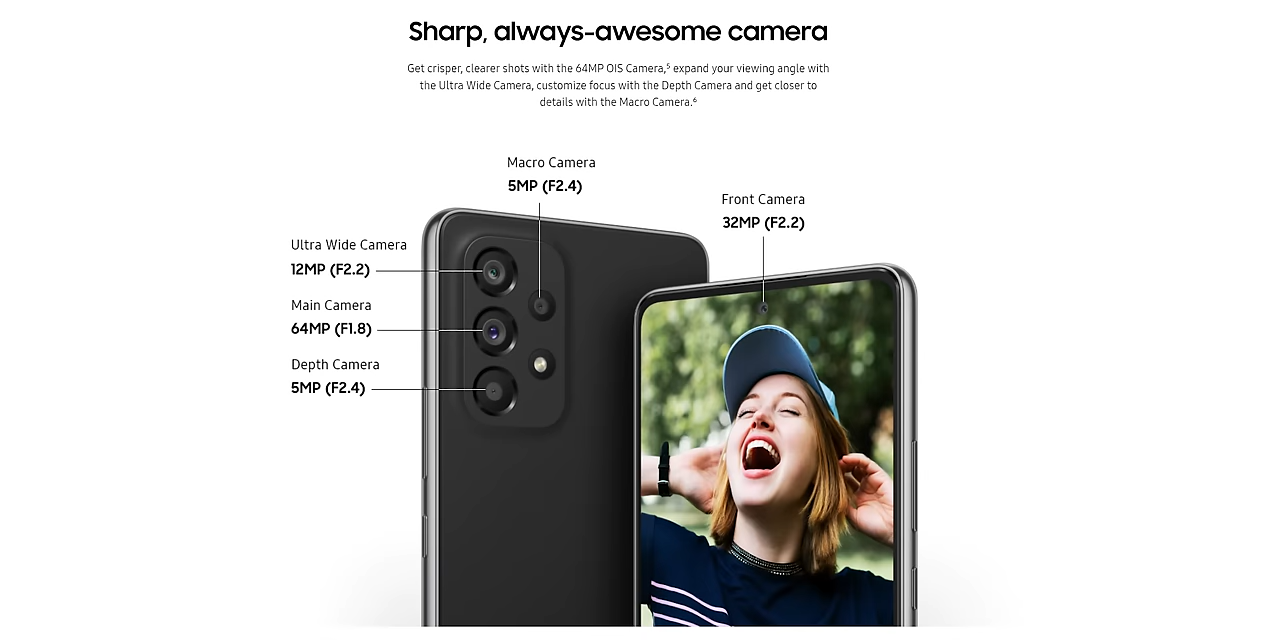 Sharp, always-awesome camera
Get crisper, clearer shots with the 64MP OIS Camera,⁵ expand your viewing angle with
the Ultra Wide Camera, customize focus with the Depth Camera and get closer to
details with the Macro Camera.⁶
Macro Camera
5MP (F2.4)
Front Camera
32MP (F2.2)
Ultra Wide Camera
12MP (F2.2)
Main Camera
64MP (F1.8)
Depth Camera
5MP (F2.4)